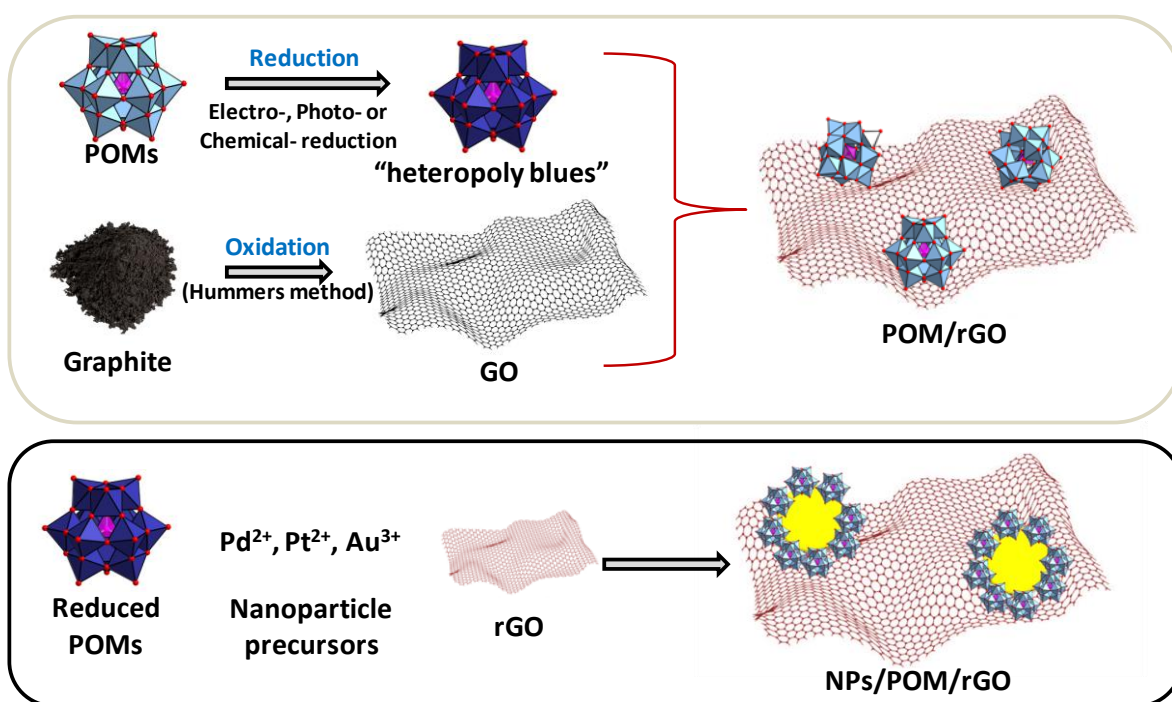 Reduction
Electro-, Photo- or
Chemical- reduction
POMs
“heteropoly blues”
Oxidation
(Hummers method)
Graphite
GO
POM/rGO
Reduced
POMs
Pd²⁺, Pt²⁺, Au³⁺
Nanoparticle
precursors
rGO
NPs/POM/rGO